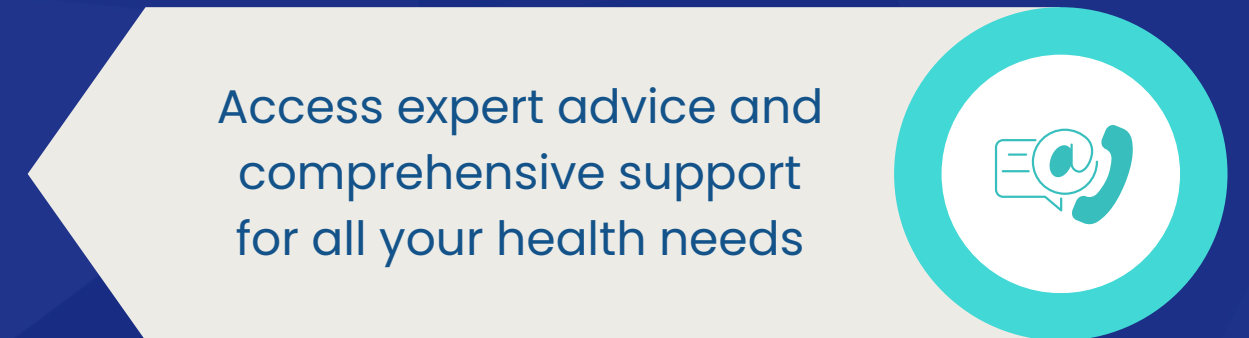 Access expert advice and
comprehensive support
for all your health needs